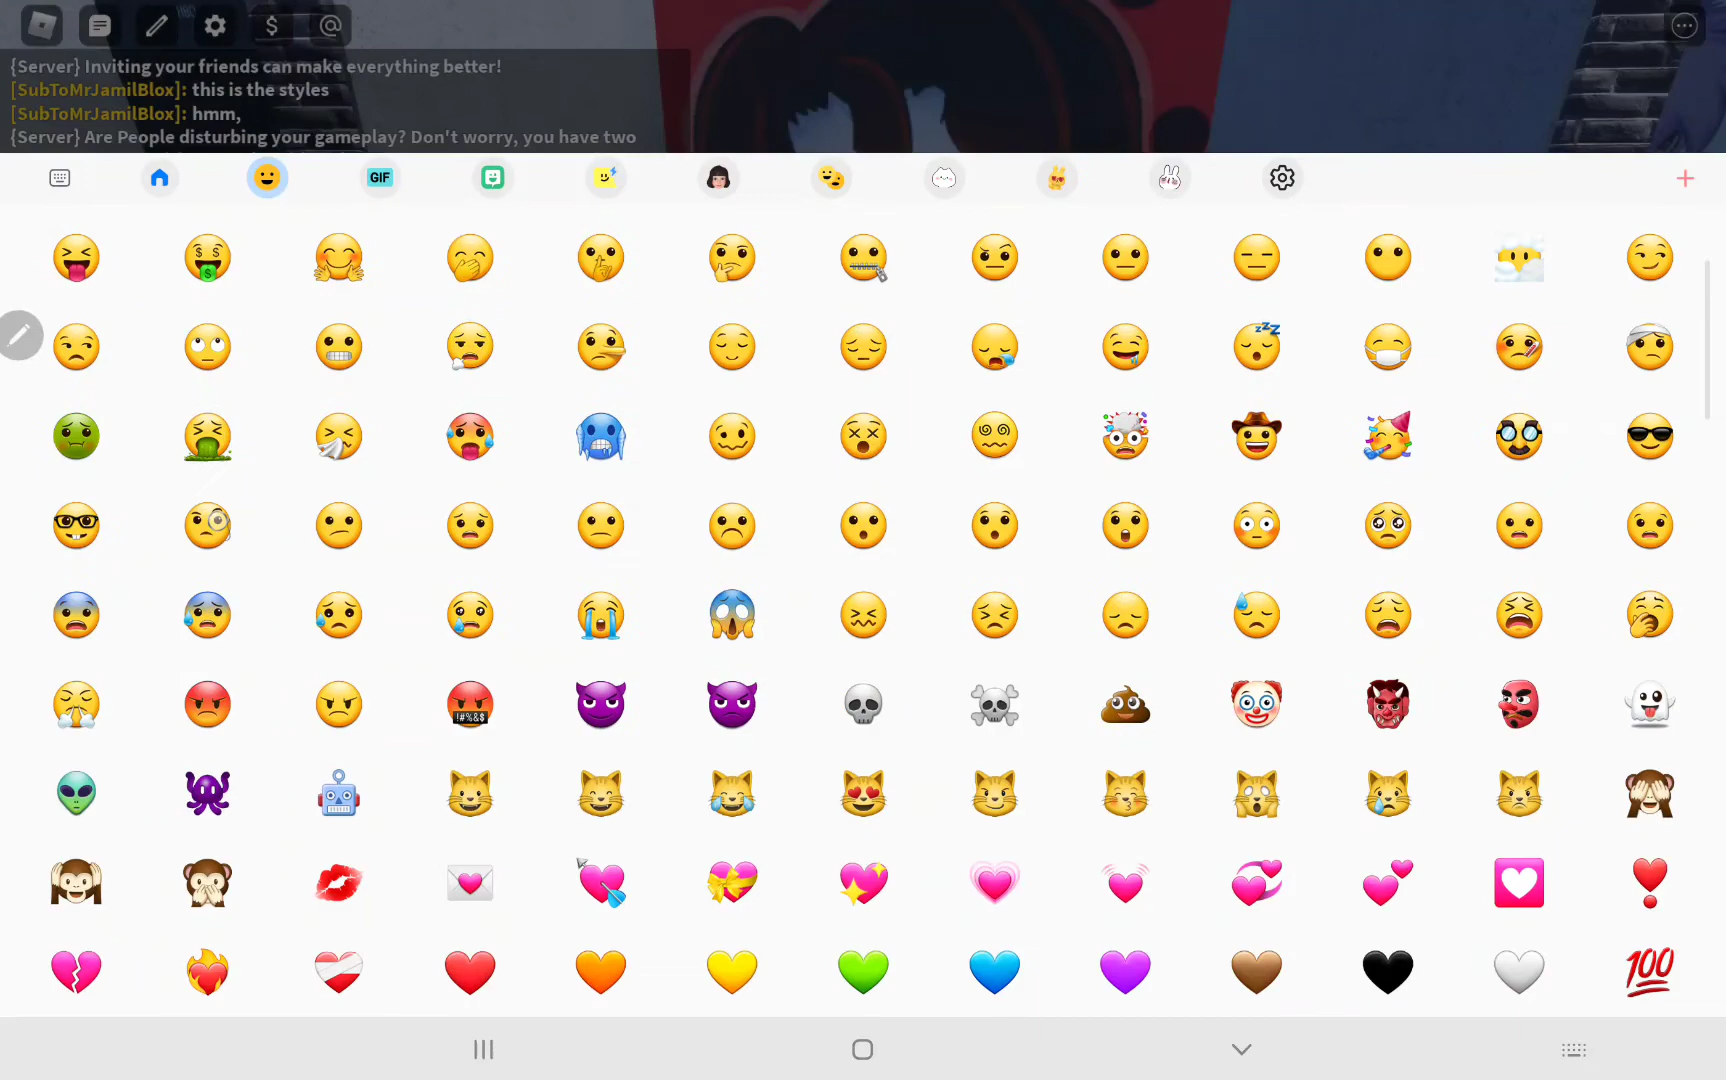 $ @
{Server} Inviting your friends can make everything better!
[SubToMrJamilBlox]: this is the styles
[SubToMrJamilBlox]: hmm,
{Server} Are People disturbing your gameplay? Don't worry, you have two
GIF